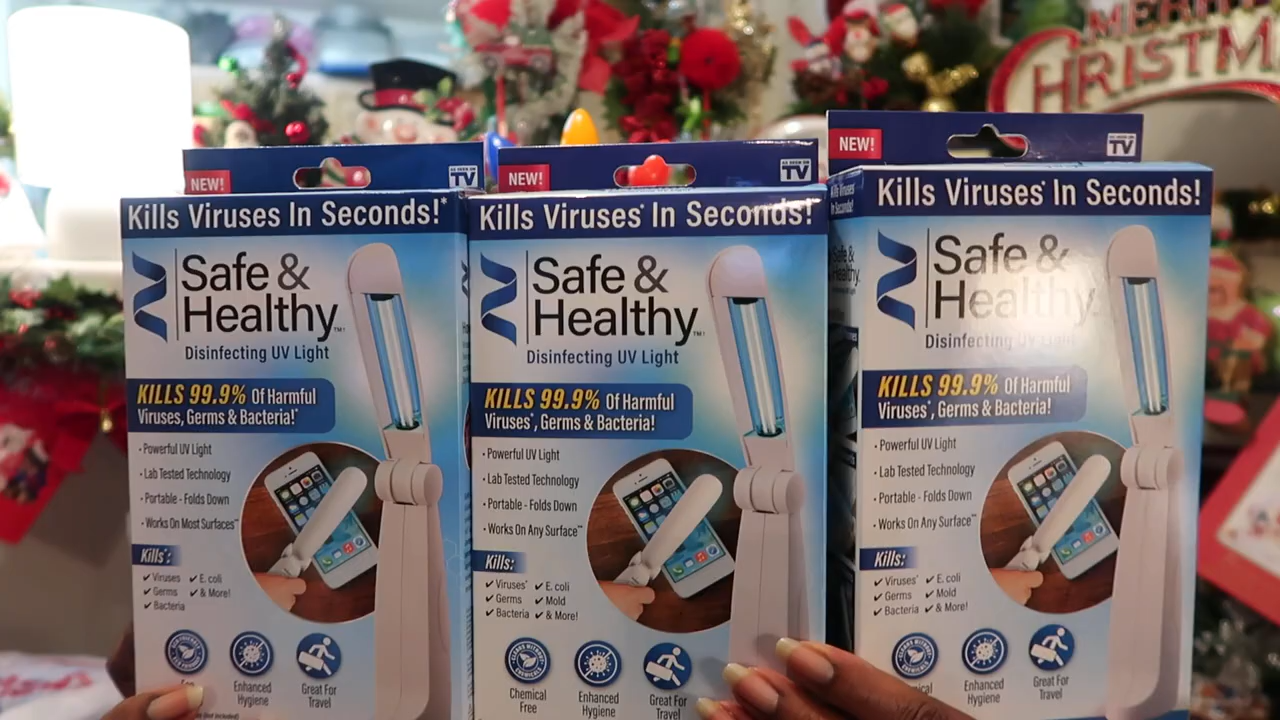 MERRY
CHRISTM
NEW!
AS SEEN ON
TV
Kills Viruses In Seconds!*
Safe &
Healthy™
Disinfecting UV Light
KILLS 99.9% Of Harmful
Viruses, Germs & Bacteria!*
• Powerful UV Light
• Lab Tested Technology
• Portable - Folds Down
• Works On Most Surfaces**
Kills*:
✔ Viruses ✔ E. coli
✔ Germs ✔ & More!
✔ Bacteria
Enhanced
Hygiene
Great For
Travel
NEW!
AS SEEN ON
TV
Kills Viruses* In Seconds!
Safe &
Healthy™
Disinfecting UV Light
KILLS 99.9% Of Harmful
Viruses*, Germs & Bacteria!
• Powerful UV Light
• Lab Tested Technology
• Portable - Folds Down
• Works On Any Surface**
Kills:
✔ Viruses* ✔ E. coli
✔ Germs ✔ Mold
✔ Bacteria ✔ & More!
Chemical
Free
Enhanced
Hygiene
Great For
Travel
NEW!
AS SEEN ON
TV
Kills Viruses* In Seconds!
Safe &
Healthy
Disinfecting UV Light
KILLS 99.9% Of Harmful
Viruses*, Germs & Bacteria!
• Powerful UV Light
• Lab Tested Technology
• Portable - Folds Down
• Works On Any Surface**
Kills:
✔ Viruses* ✔ E. coli
✔ Germs ✔ Mold
✔ Bacteria ✔ & More!
Enhanced
Hygiene
Great For
Travel